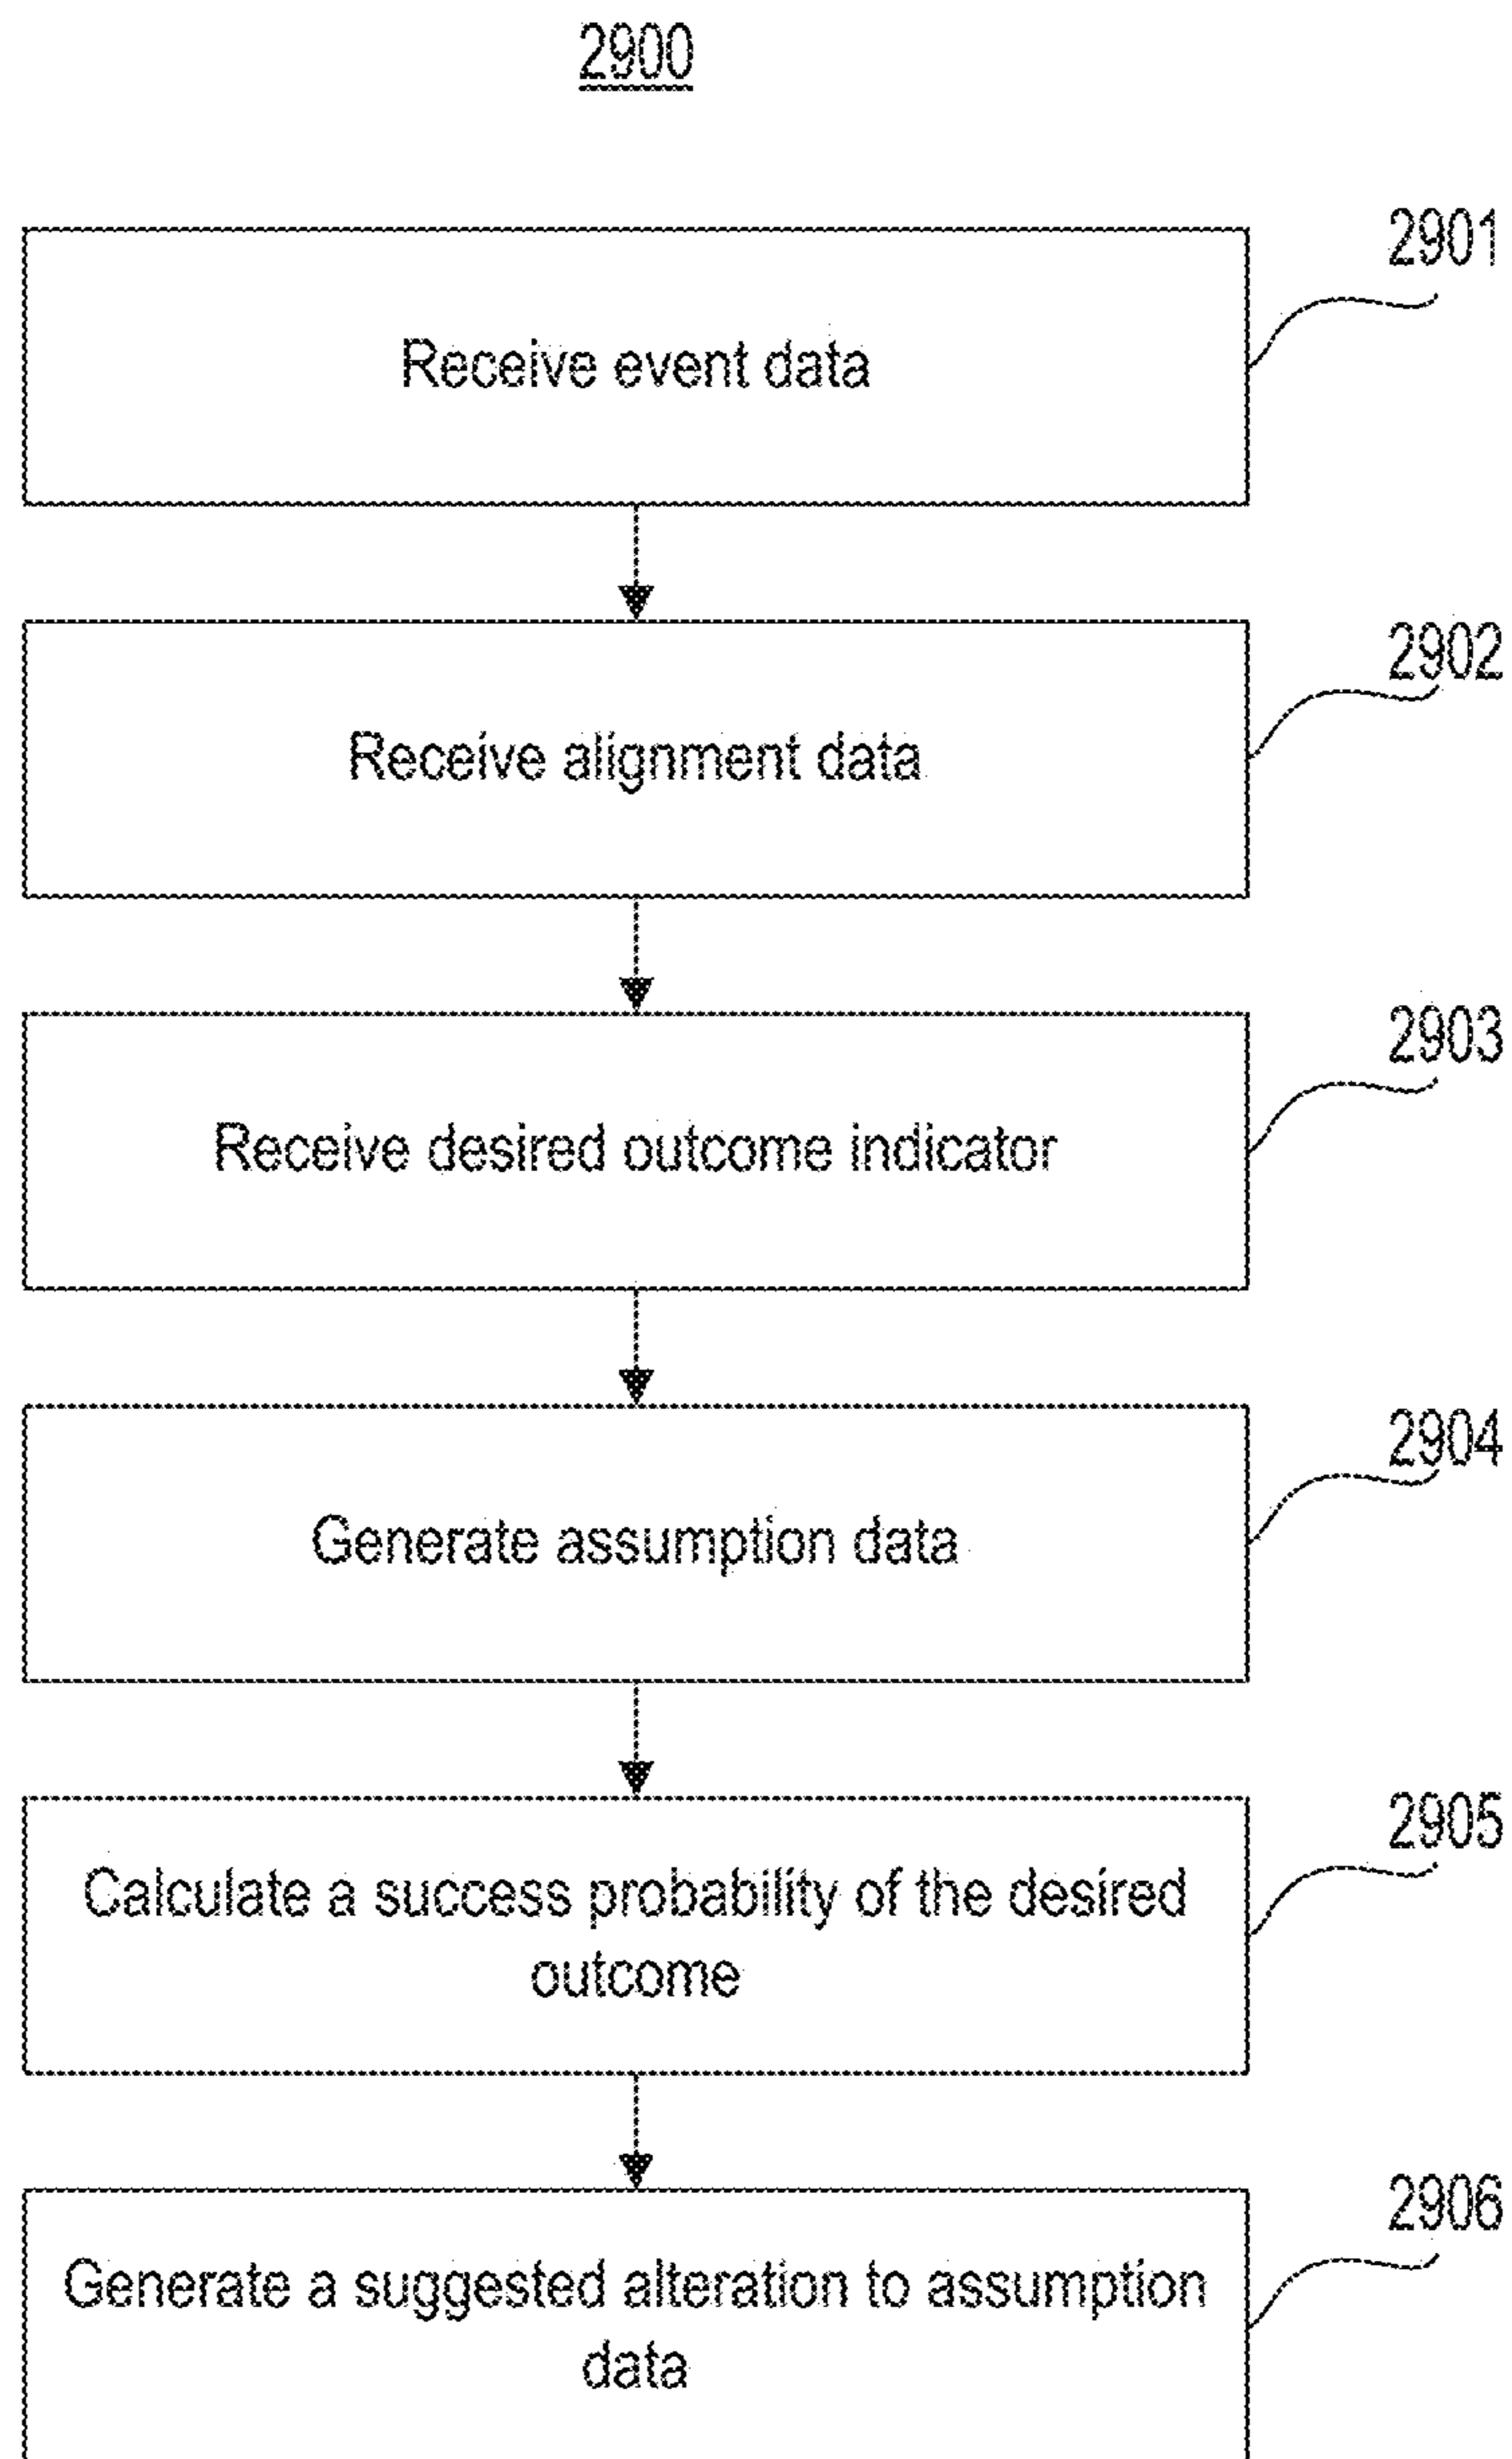 2900
2901
Receive event data
2902
Receive alignment data
2903
Receive desired outcome indicator
2904
Generate assumption data
2905
Calculate a success probability of the desired
outcome
2906
Generate a suggested alteration to assumption
data